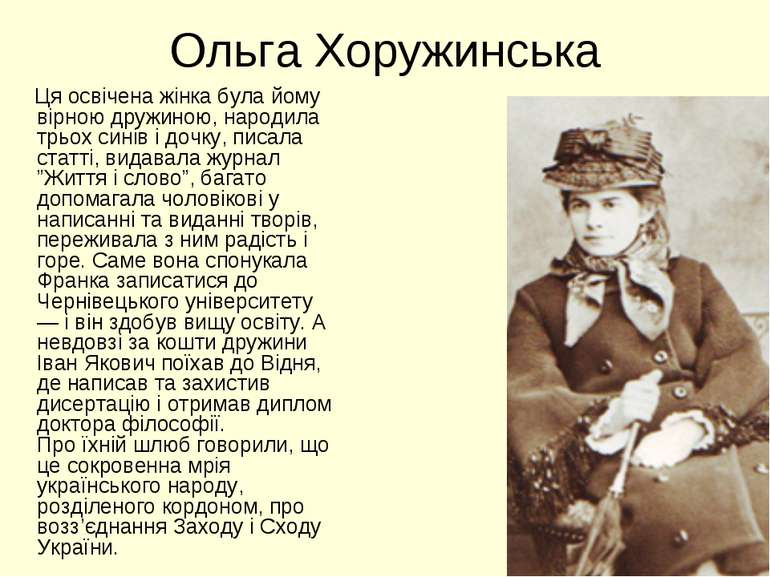 Ольга Хоружинська
Ця освічена жінка була йому
вірною дружиною, народила
трьох синів і дочку, писала
статті, видавала журнал
”Життя і слово”, багато
допомагала чоловікові у
написанні та виданні творів,
переживала з ним радість і
горе. Саме вона спонукала
Франка записатися до
Чернівецького університету
— і він здобув вищу освіту. А
невдовзі за кошти дружини
Іван Якович поїхав до Відня,
де написав та захистив
дисертацію і отримав диплом
доктора філософії.
Про їхній шлюб говорили, що
це сокровенна мрія
українського народу,
розділеного кордоном, про
возз’єднання Заходу і Сходу
України.